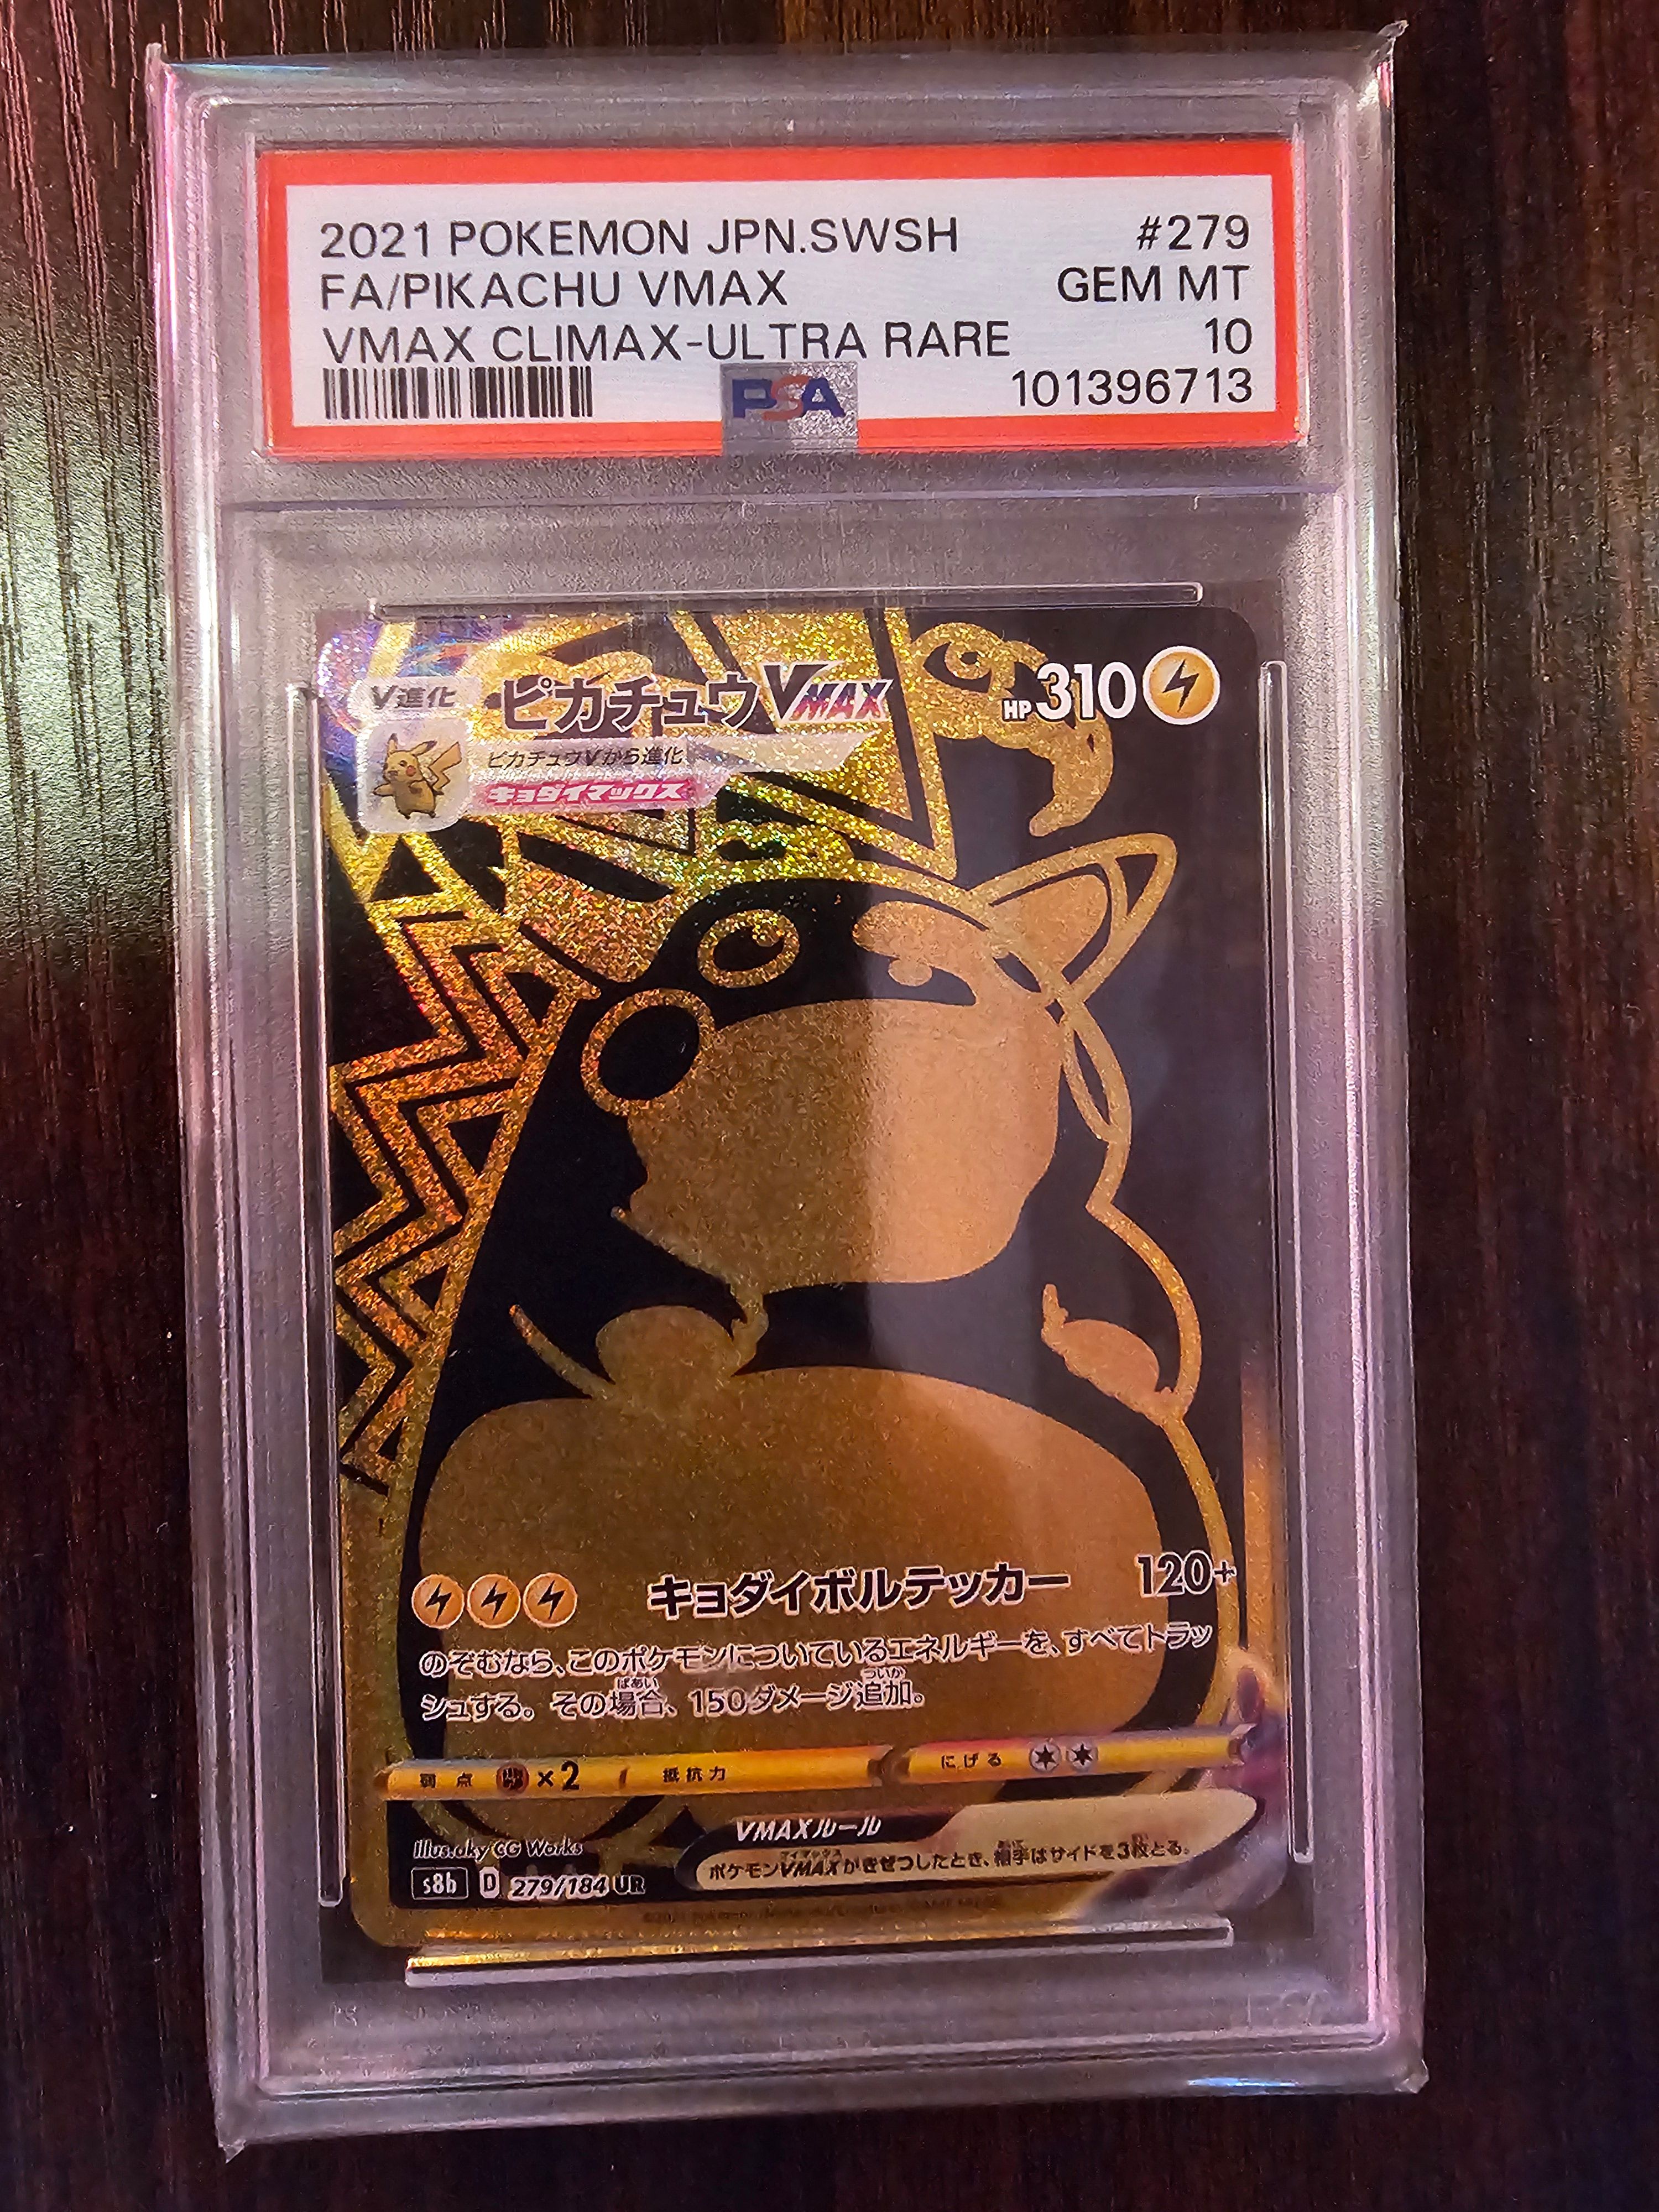 2021 POKEMON JPN.SWSH #279
FA/PIKACHU VMAX GEM MT
VMAX CLIMAX-ULTRA RARE 10
PSA 101396713
V進化 ピカチュウVMAX HP310
ピカチュウVから進化
キョダイマックス
キョダイボルテッカー 120+
のぞむなら、このポケモンについているエネルギーを、すべてトラッ
シュする。その場合、150ダメージ追加。
ばあい ついか
弱点 ×2 抵抗力 にげる
VMAXルール
ポケモンVMAXがきぜつしたとき、相手はサイドを3枚とる。
Illus.aky CG Works
s8b D 279/184 UR